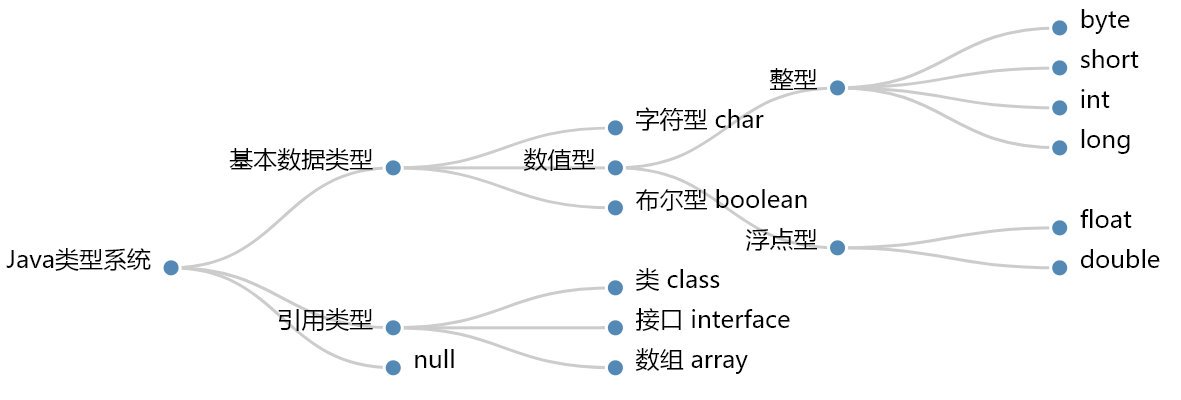 Java类型系统
基本数据类型
字符型 char
数值型
整型
byte
short
int
long
浮点型
float
double
布尔型 boolean
引用类型
类 class
接口 interface
数组 array
null